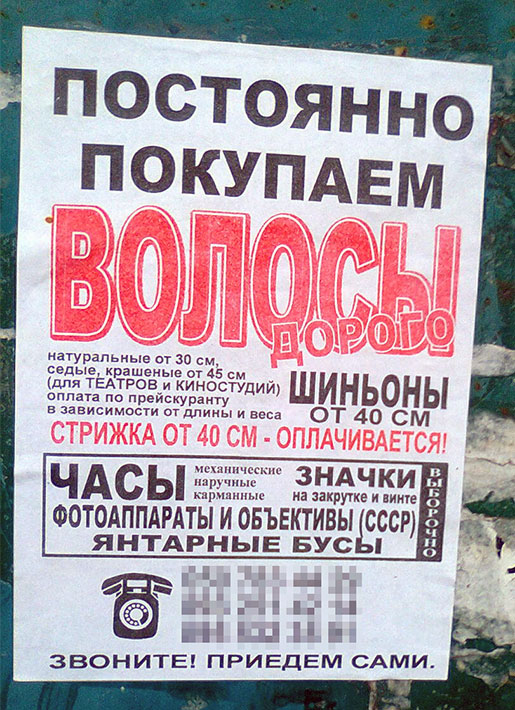 ПОСТОЯННО
ПОКУПАЕМ
ВОЛОСЫ
ДОРОГО
натуральные от 30 см,
седые, крашеные от 45 см
(для ТЕАТРОВ и КИНОСТУДИЙ)
оплата по прейскуранту
в зависимости от длины и веса
ШИНЬОНЫ
ОТ 40 СМ
СТРИЖКА ОТ 40 СМ - ОПЛАЧИВАЕТСЯ!
ЧАСЫ
механические
наручные
карманные
ЗНАЧКИ
на закрутке и винте
ФОТОАППАРАТЫ И ОБЪЕКТИВЫ (СССР)
ЯНТАРНЫЕ БУСЫ
ВЫБОРОЧНО
ЗВОНИТЕ! ПРИЕДЕМ САМИ.